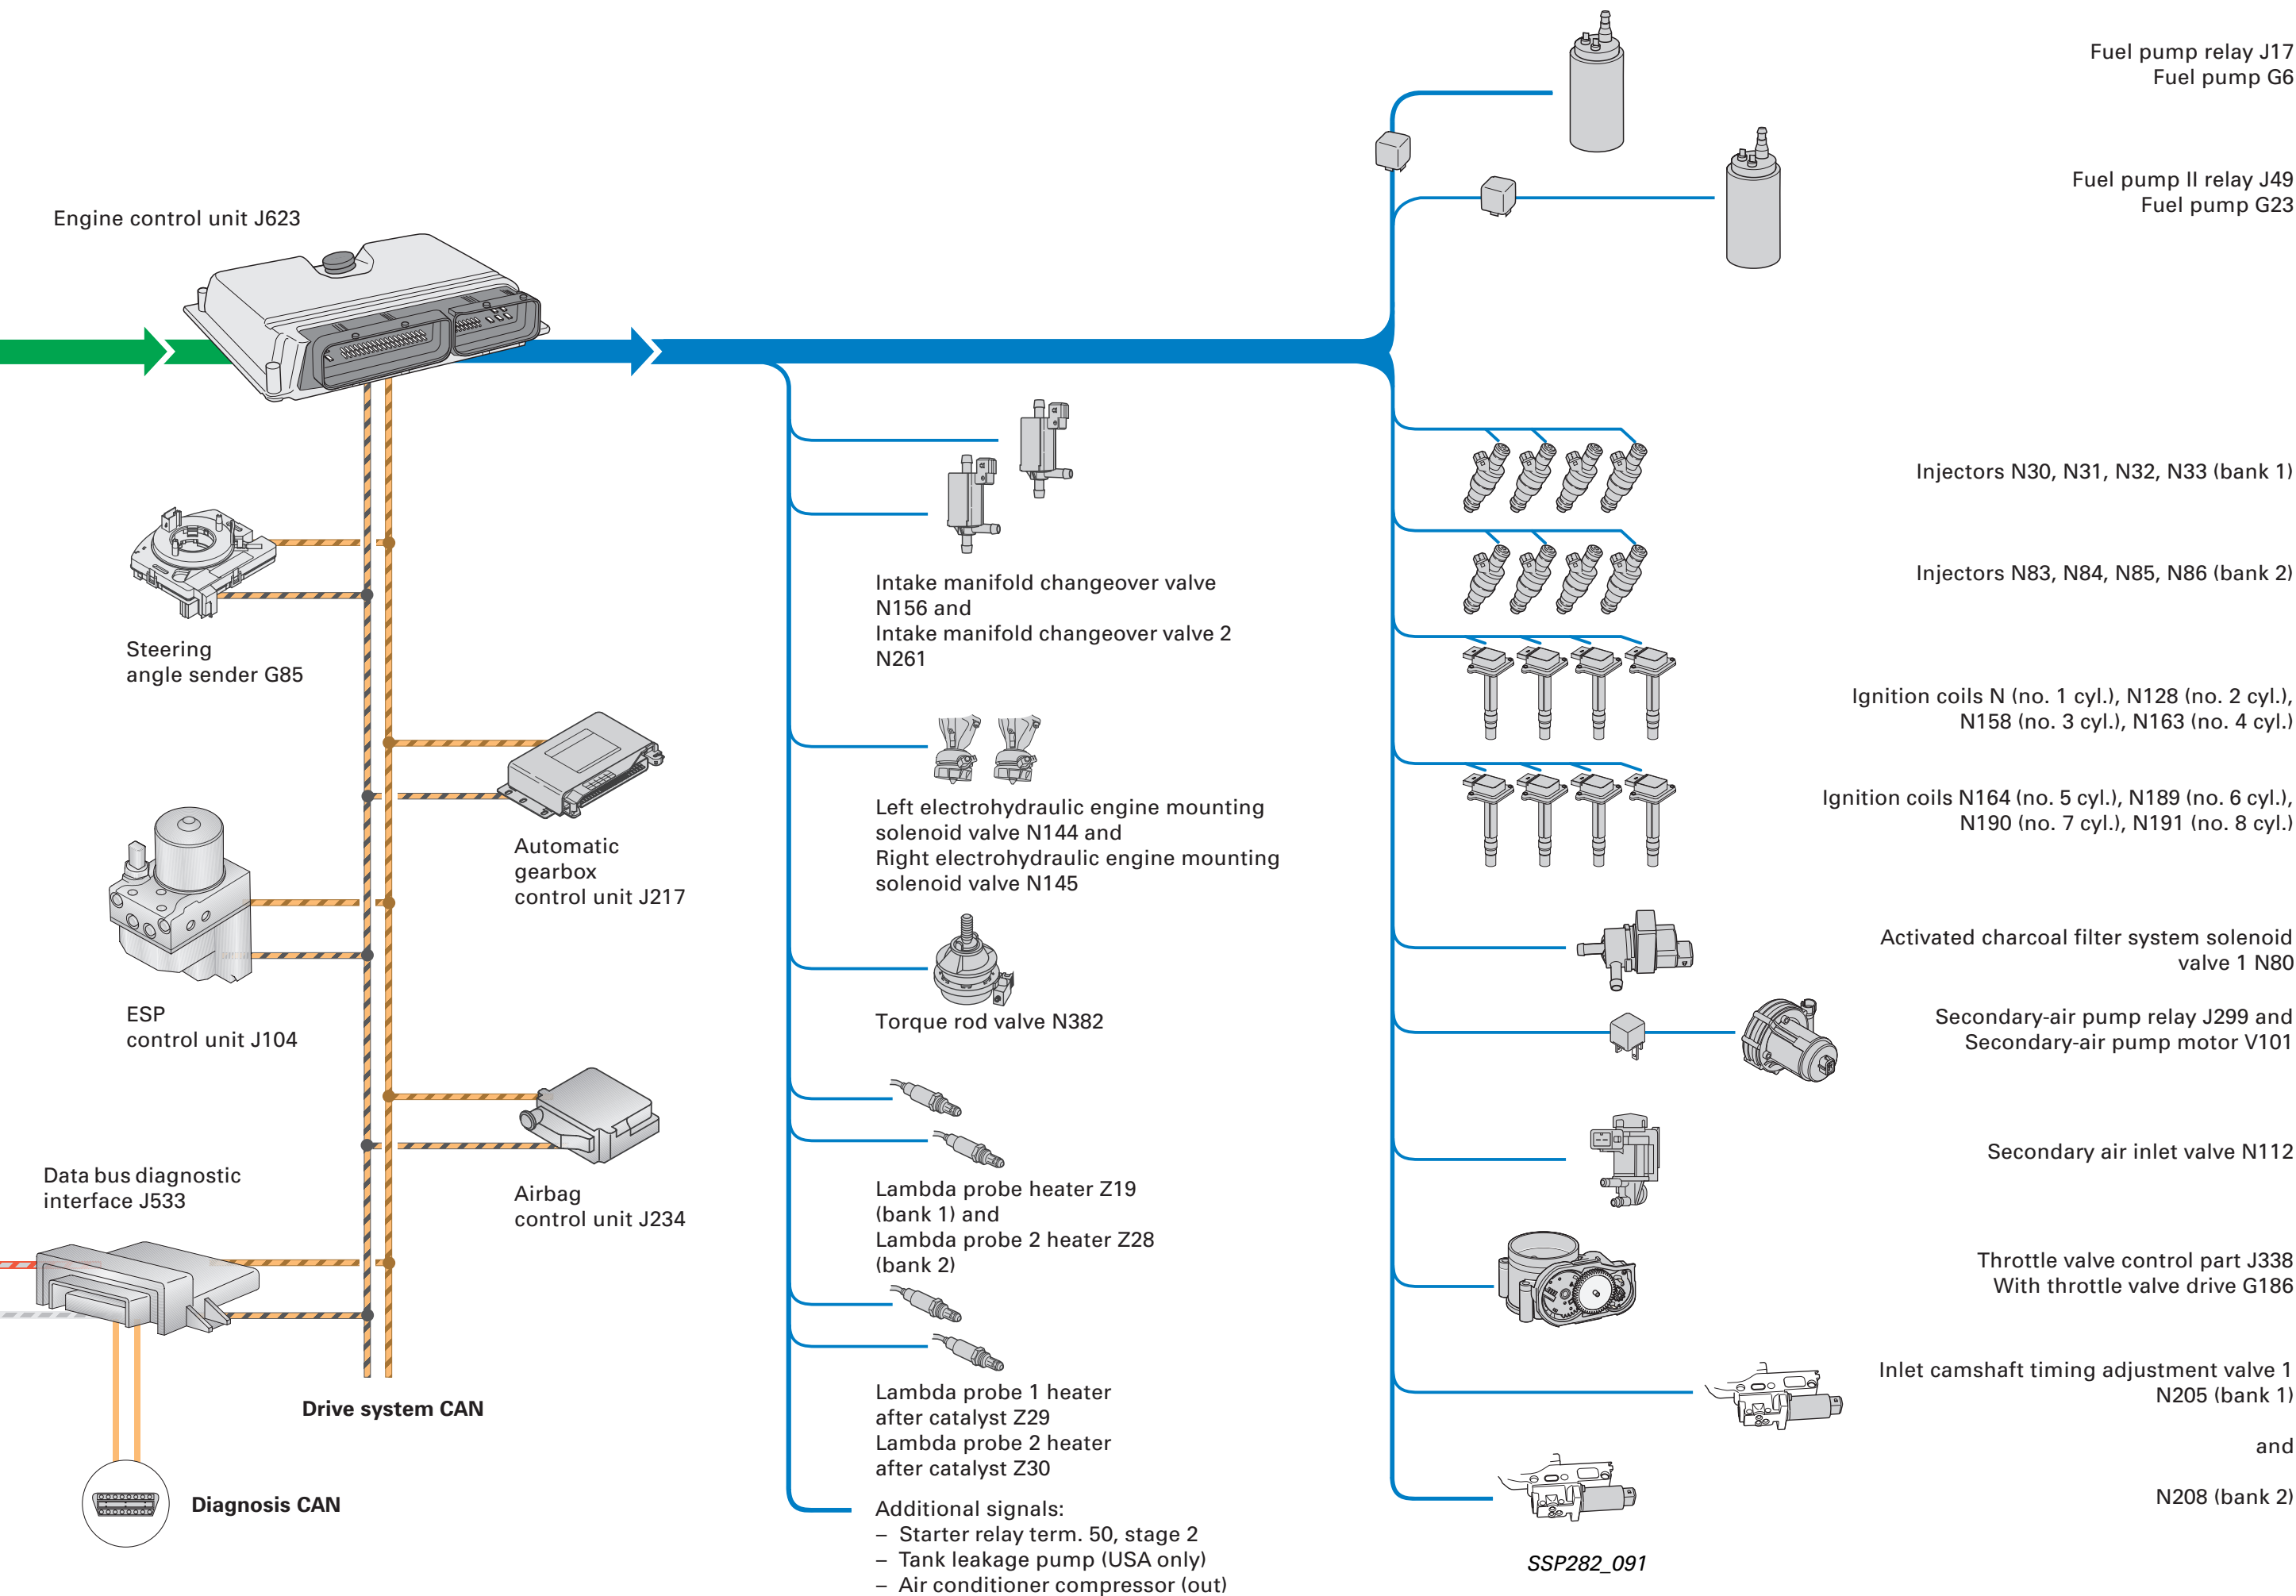 Engine control unit J623
Steering
angle sender G85
Automatic
gearbox
control unit J217
ESP
control unit J104
Airbag
control unit J234
Data bus diagnostic
interface J533
Drive system CAN
Diagnosis CAN
Intake manifold changeover valve
N156 and
Intake manifold changeover valve 2
N261
Left electrohydraulic engine mounting
solenoid valve N144 and
Right electrohydraulic engine mounting
solenoid valve N145
Torque rod valve N382
Lambda probe heater Z19
(bank 1) and
Lambda probe 2 heater Z28
(bank 2)
Lambda probe 1 heater
after catalyst Z29
Lambda probe 2 heater
after catalyst Z30
Additional signals:
– Starter relay term. 50, stage 2
– Tank leakage pump (USA only)
– Air conditioner compressor (out)
Fuel pump relay J17
Fuel pump G6
Fuel pump II relay J49
Fuel pump G23
Injectors N30, N31, N32, N33 (bank 1)
Injectors N83, N84, N85, N86 (bank 2)
Ignition coils N (no. 1 cyl.), N128 (no. 2 cyl.),
N158 (no. 3 cyl.), N163 (no. 4 cyl.)
Ignition coils N164 (no. 5 cyl.), N189 (no. 6 cyl.),
N190 (no. 7 cyl.), N191 (no. 8 cyl.)
Activated charcoal filter system solenoid
valve 1 N80
Secondary-air pump relay J299 and
Secondary-air pump motor V101
Secondary air inlet valve N112
Throttle valve control part J338
With throttle valve drive G186
Inlet camshaft timing adjustment valve 1
N205 (bank 1)
and
N208 (bank 2)
SSP282_091